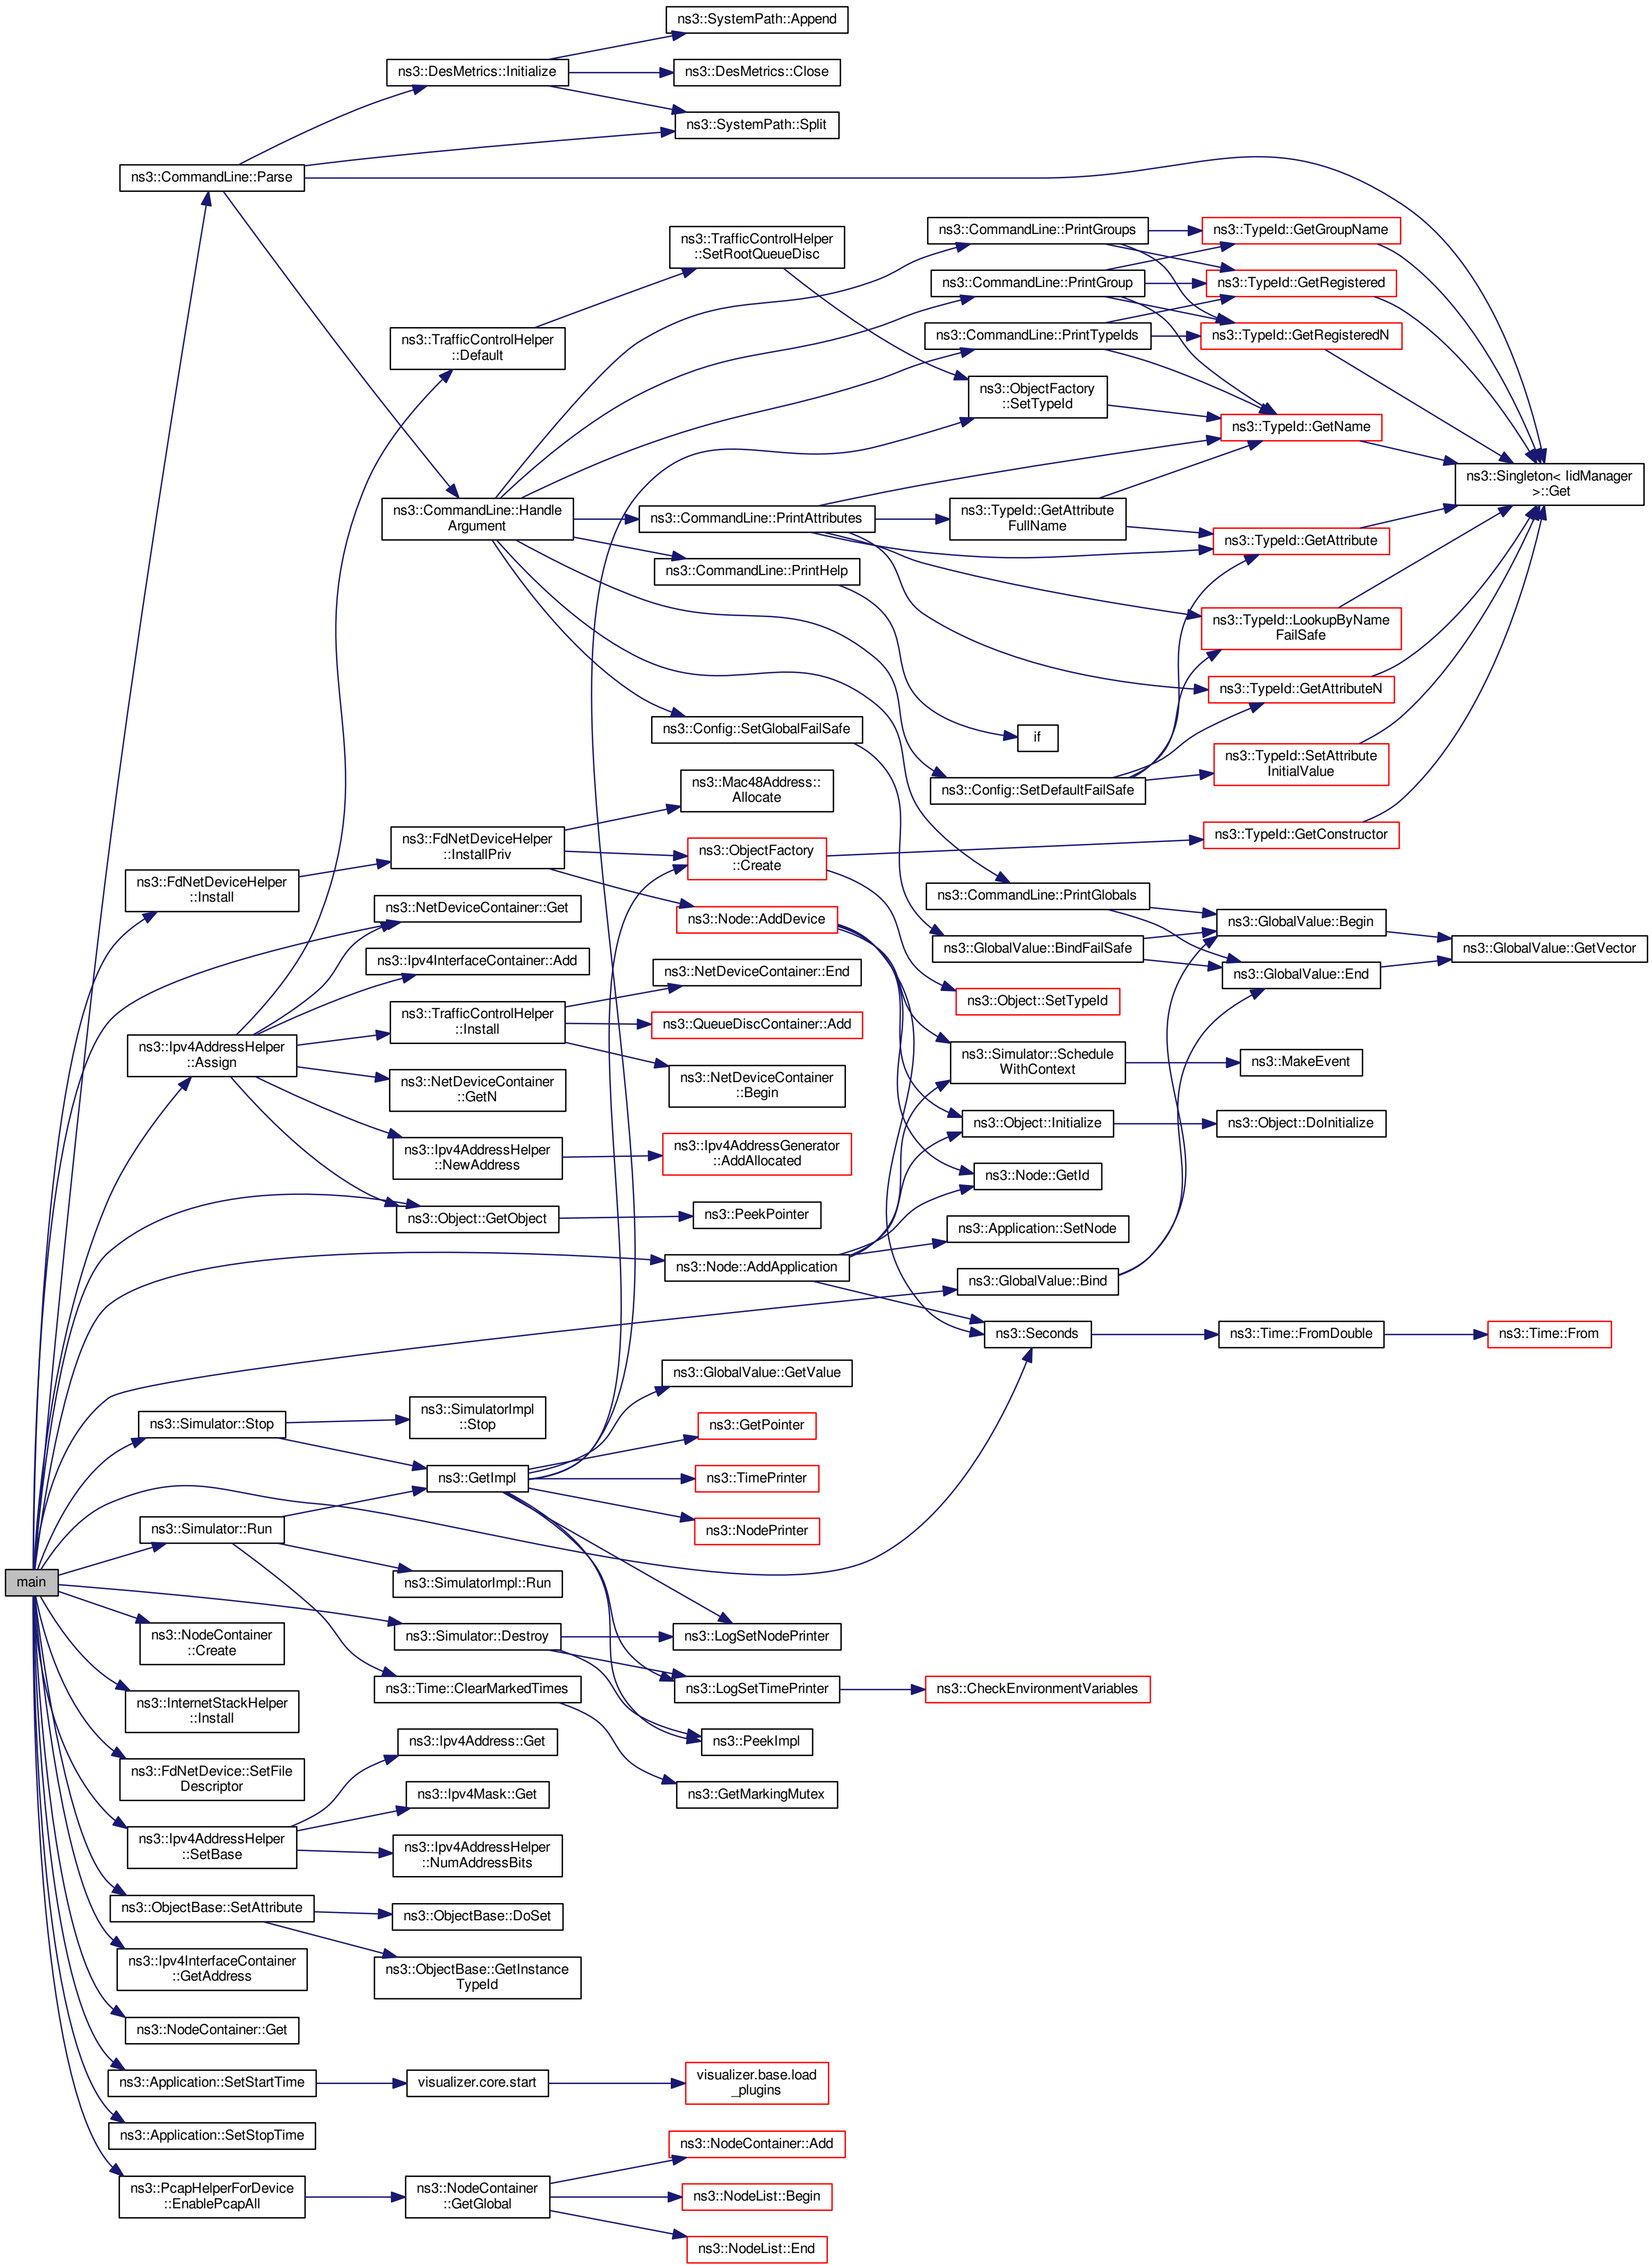 ns3::SystemPath::Append
ns3::DesMetrics::Initialize
ns3::DesMetrics::Close
ns3::SystemPath::Split
ns3::CommandLine::Parse
ns3::TrafficControlHelper
::SetRootQueueDisc
ns3::CommandLine::PrintGroups
ns3::TypeId::GetGroupName
ns3::CommandLine::PrintGroup
ns3::TypeId::GetRegistered
ns3::TrafficControlHelper
::Default
ns3::CommandLine::PrintTypeIds
ns3::TypeId::GetRegisteredN
ns3::ObjectFactory
::SetTypeId
ns3::TypeId::GetName
ns3::Singleton< IidManager
>::Get
ns3::CommandLine::Handle
Argument
ns3::CommandLine::PrintAttributes
ns3::TypeId::GetAttribute
FullName
ns3::TypeId::GetAttribute
ns3::CommandLine::PrintHelp
ns3::TypeId::LookupByName
FailSafe
ns3::TypeId::GetAttributeN
ns3::Config::SetGlobalFailSafe
if
ns3::TypeId::SetAttribute
InitialValue
ns3::Mac48Address::
Allocate
ns3::Config::SetDefaultFailSafe
ns3::FdNetDeviceHelper
::InstallPriv
ns3::ObjectFactory
::Create
ns3::TypeId::GetConstructor
ns3::FdNetDeviceHelper
::Install
ns3::NetDeviceContainer::Get
ns3::Node::AddDevice
ns3::CommandLine::PrintGlobals
ns3::GlobalValue::Begin
ns3::GlobalValue::BindFailSafe
ns3::GlobalValue::GetVector
ns3::Ipv4InterfaceContainer::Add
ns3::NetDeviceContainer::End
ns3::GlobalValue::End
ns3::Object::SetTypeId
ns3::TrafficControlHelper
::Install
ns3::QueueDiscContainer::Add
ns3::Ipv4AddressHelper
::Assign
ns3::Simulator::Schedule
WithContext
ns3::MakeEvent
ns3::NetDeviceContainer
::GetN
ns3::NetDeviceContainer
::Begin
ns3::Object::Initialize
ns3::Object::DoInitialize
ns3::Ipv4AddressHelper
::NewAddress
ns3::Ipv4AddressGenerator
::AddAllocated
ns3::Node::GetId
ns3::Object::GetObject
ns3::PeekPointer
ns3::Application::SetNode
ns3::Node::AddApplication
ns3::GlobalValue::Bind
ns3::Seconds
ns3::Time::FromDouble
ns3::Time::From
ns3::GlobalValue::GetValue
ns3::Simulator::Stop
ns3::SimulatorImpl
::Stop
ns3::GetPointer
ns3::GetImpl
ns3::TimePrinter
ns3::Simulator::Run
ns3::NodePrinter
main
ns3::SimulatorImpl::Run
ns3::NodeContainer
::Create
ns3::Simulator::Destroy
ns3::LogSetNodePrinter
ns3::Time::ClearMarkedTimes
ns3::LogSetTimePrinter
ns3::CheckEnvironmentVariables
ns3::InternetStackHelper
::Install
ns3::Ipv4Address::Get
ns3::PeekImpl
ns3::FdNetDevice::SetFile
Descriptor
ns3::Ipv4Mask::Get
ns3::GetMarkingMutex
ns3::Ipv4AddressHelper
::SetBase
ns3::Ipv4AddressHelper
::NumAddressBits
ns3::ObjectBase::SetAttribute
ns3::ObjectBase::DoSet
ns3::Ipv4InterfaceContainer
::GetAddress
ns3::ObjectBase::GetInstance
TypeId
ns3::NodeContainer::Get
ns3::Application::SetStartTime
visualizer.core.start
visualizer.base.load
_plugins
ns3::Application::SetStopTime
ns3::NodeContainer::Add
ns3::PcapHelperForDevice
::EnablePcapAll
ns3::NodeContainer
::GetGlobal
ns3::NodeList::Begin
ns3::NodeList::End